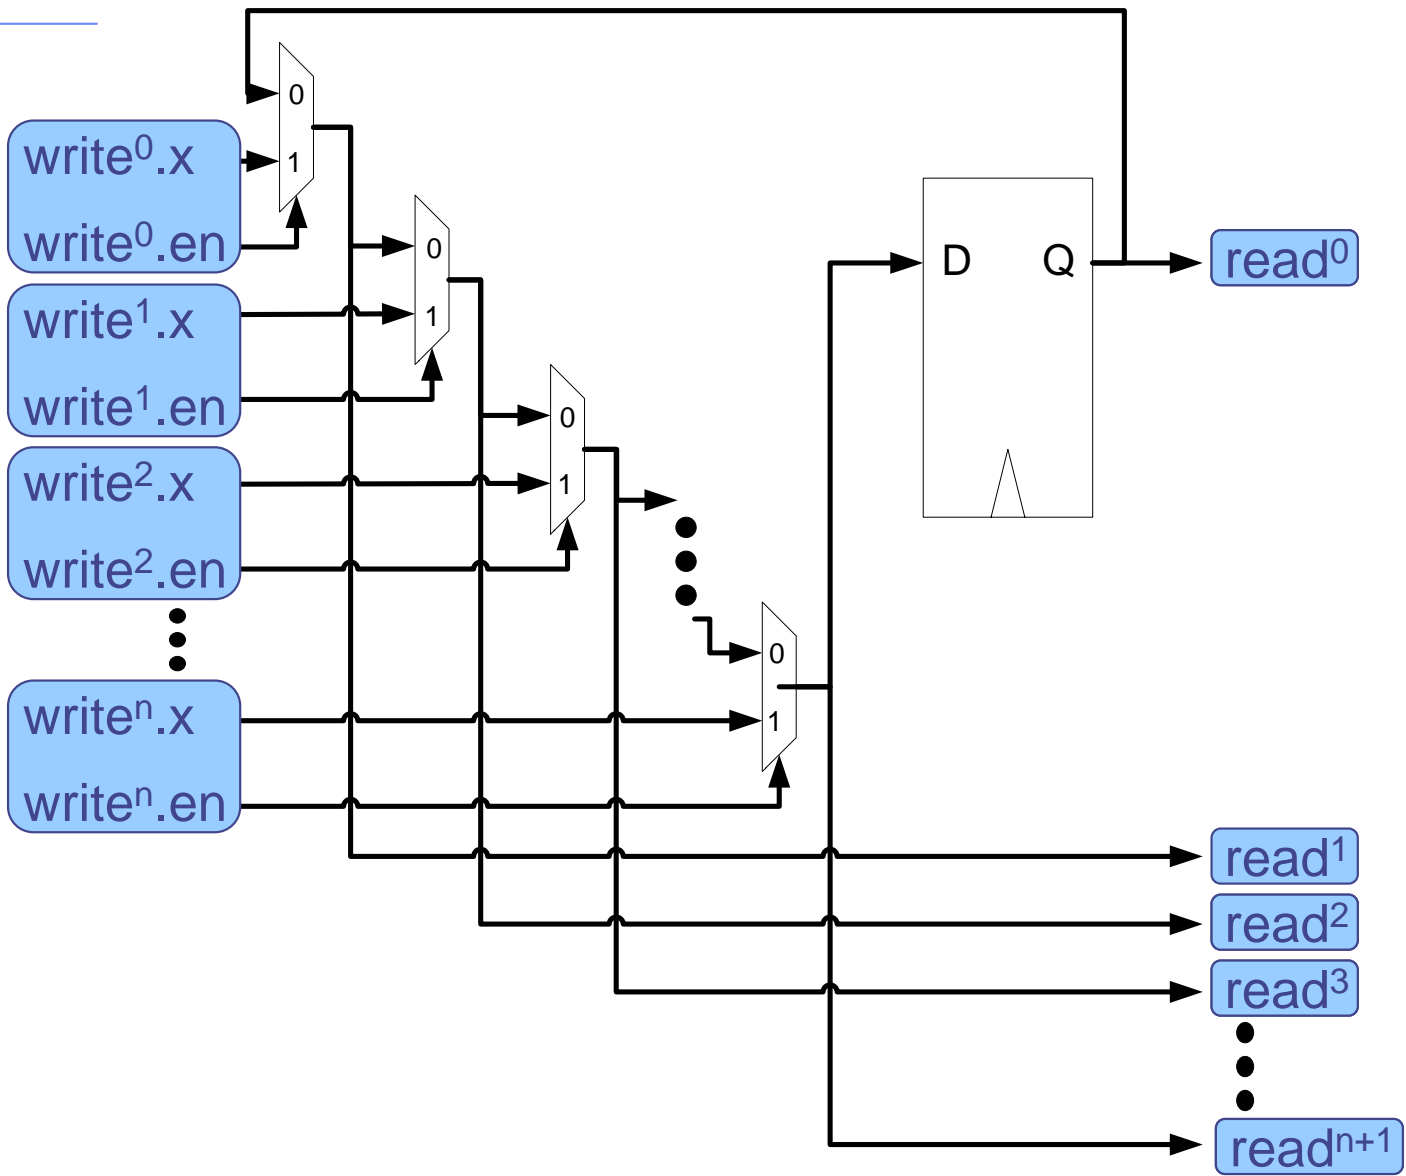 0
write⁰.x
1
write⁰.en
0
D Q
read⁰
write¹.x
1
write¹.en
0
write².x
1
write².en
0
writeⁿ.x
1
writeⁿ.en
read¹
read²
read³
readⁿ⁺¹